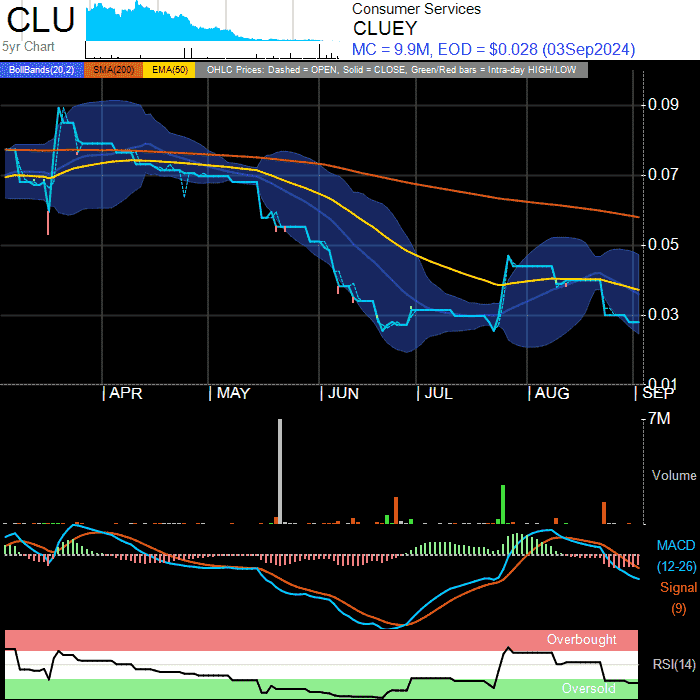 CLU
5yr Chart
Consumer Services
CLUEY
MC = 9.9M, EOD = $0.028 (03Sep2024)
BollBands(20,2) SMA(200) EMA(50) OHLC Prices: Dashed = OPEN, Solid = CLOSE, Green/Red bars = Intra-day HIGH/LOW
0.09
0.07
0.05
0.03
0.01
| APR | MAY | JUN | JUL | AUG | SEP
7M
Volume
MACD
(12-26)
Signal
(9)
Overbought
RSI(14)
Oversold